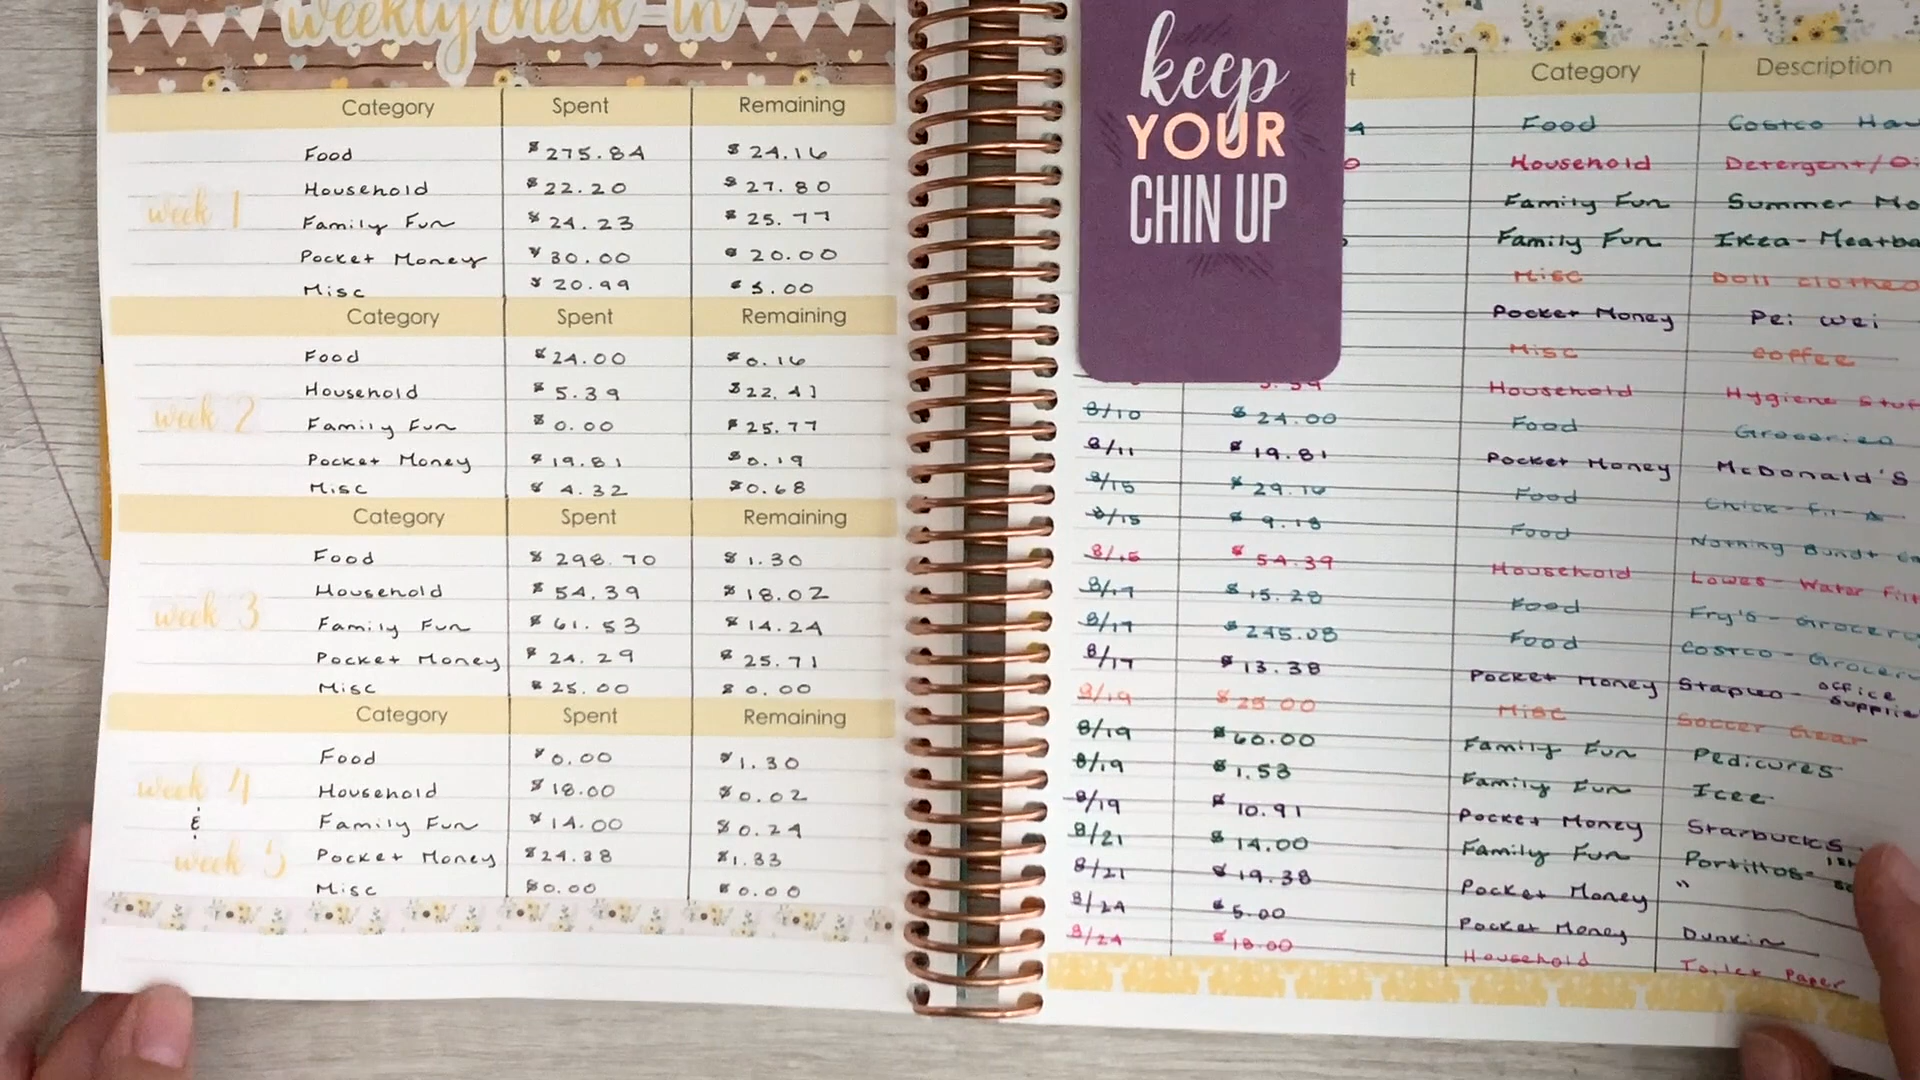 weekly check-in
Category Spent Remaining
Food $275.84 $24.16
Household $22.20 $27.80
week 1
Family Fun $24.23 $25.77
Pocket Money $30.00 $20.00
Misc $20.99 $5.00
Category Spent Remaining
Food $24.00 $0.16
Household $5.39 $22.41
week 2
Family Fun $0.00 $25.77
Pocket Money $19.81 $0.19
Misc $4.32 $0.68
Category Spent Remaining
Food $298.70 $1.30
Household $54.39 $18.02
week 3
Family Fun $61.53 $14.24
Pocket Money $24.29 $25.71
Misc $25.00 $0.00
Category Spent Remaining
Food $0.00 $1.30
week 4
Household $18.00 $0.02
&
Family Fun $14.00 $0.24
week 5
Pocket Money $24.38 $1.33
Misc $0.00 $0.00
keep
YOUR
CHIN UP
Category Description
Food Costco
Household Detergent/
Family Fun Summer
Family Fun Ikea-
Misc Doll clothes
Pocket Money Pei Wei
Misc Coffee
Household Hygiene
8/10 $24.00 Food Groceries
8/11 $19.81 Pocket Money McDonald's
8/15 $29.16 Food Chick-fil-A
8/15 $9.18 Food Nothing Bundt
8/15 $54.39 Household Lowes- Water
8/17 $15.28 Food Fry's-
8/17 $245.08 Food Costco-
8/17 $13.38 Pocket Money Staples- office
8/19 $25.00 Misc Soccer Gear
8/19 $60.00 Family Fun Pedicures
8/19 $1.53 Family Fun Icee
8/19 $10.91 Pocket Money Starbucks
8/21 $14.00 Family Fun Portillos-
8/21 $19.38 Pocket Money "
8/24 $5.00 Pocket Money Dunkin
8/24 $18.00 Household Toilet Paper